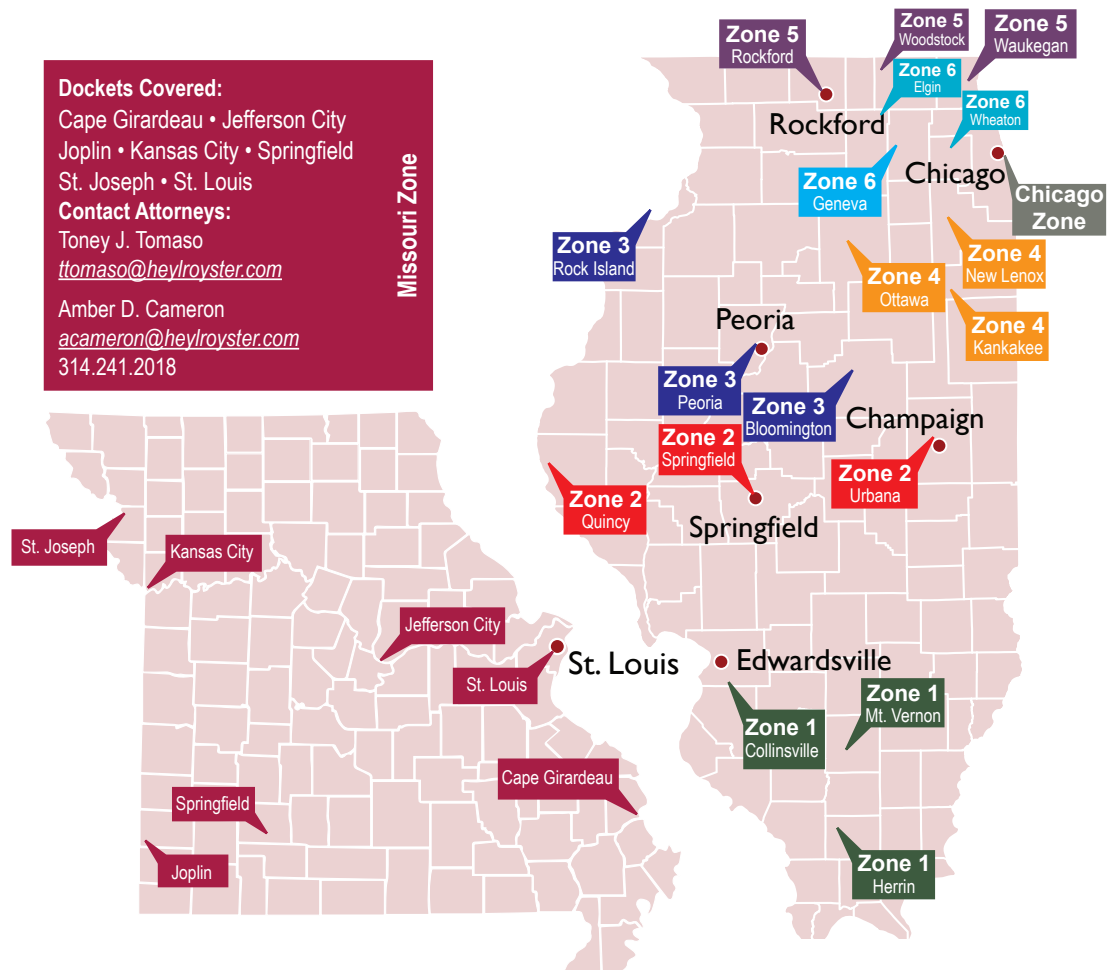 Dockets Covered:
Cape Girardeau • Jefferson City
Joplin • Kansas City • Springfield
St. Joseph • St. Louis
Contact Attorneys:
Toney J. Tomaso
ttomaso@heylroyster.com
Amber D. Cameron
acameron@heylroyster.com
314.241.2018
Missouri Zone
Zone 5
Rockford
Zone 5
Woodstock
Zone 5
Waukegan
Zone 6
Elgin
Zone 6
Wheaton
Rockford
Chicago
Zone 6
Geneva
Chicago
Zone
Zone 3
Rock Island
Zone 4
Ottawa
Zone 4
New Lenox
Zone 4
Kankakee
Peoria
Zone 3
Peoria
Zone 3
Bloomington
Champaign
Zone 2
Springfield
Zone 2
Quincy
Zone 2
Urbana
Springfield
St. Joseph
Kansas City
Jefferson City
St. Louis
St. Louis
Edwardsville
Zone 1
Collinsville
Zone 1
Mt. Vernon
Cape Girardeau
Springfield
Joplin
Zone 1
Herrin